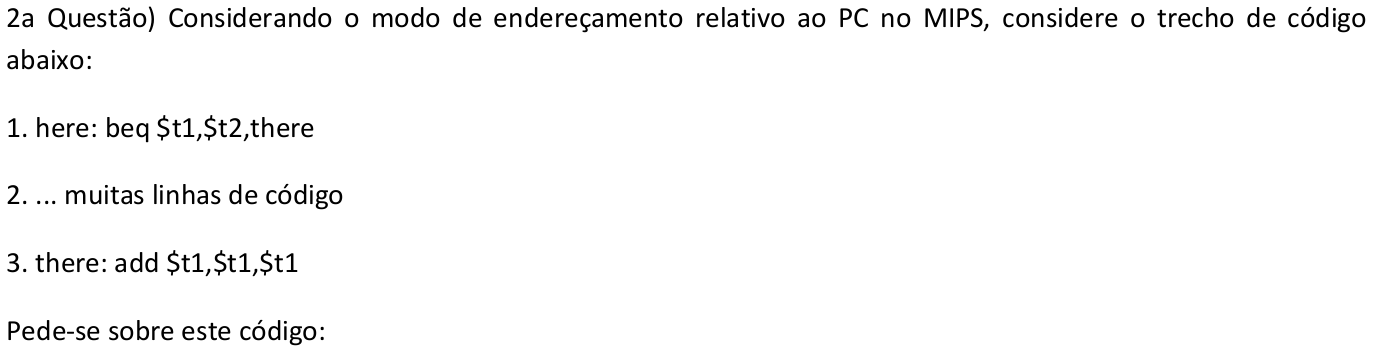 2a Questão) Considerando o modo de endereçamento relativo ao PC no MIPS, considere o trecho de código
abaixo:
1. here: beq $t1,$t2,there
2. ... muitas linhas de código
3. there: add $t1,$t1,$t1
Pede-se sobre este código: